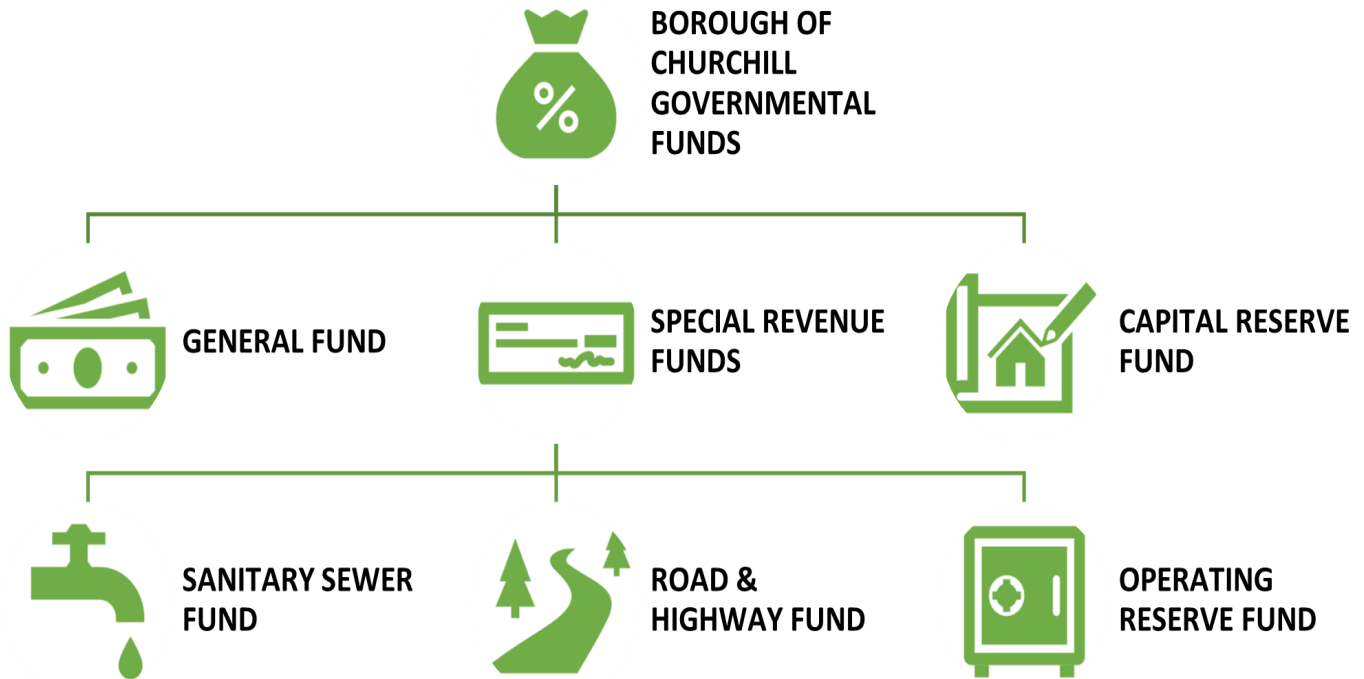 BOROUGH OF
CHURCHILL
GOVERNMENTAL
FUNDS
%
GENERAL FUND
SPECIAL REVENUE
FUNDS
CAPITAL RESERVE
FUND
SANITARY SEWER
FUND
ROAD &
HIGHWAY FUND
OPERATING
RESERVE FUND